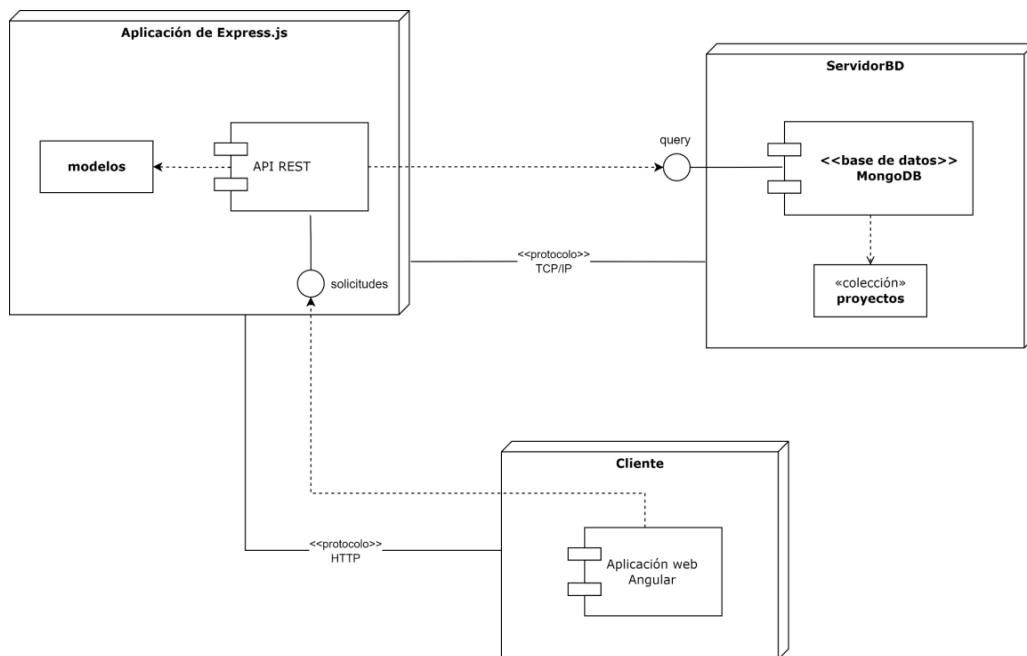 Aplicación de Express.js
modelos
API REST
solicitudes
query
<<protocolo>>
TCP/IP
ServidorBD
<<base de datos>>
MongoDB
«colección»
proyectos
<<protocolo>>
HTTP
Cliente
Aplicación web
Angular